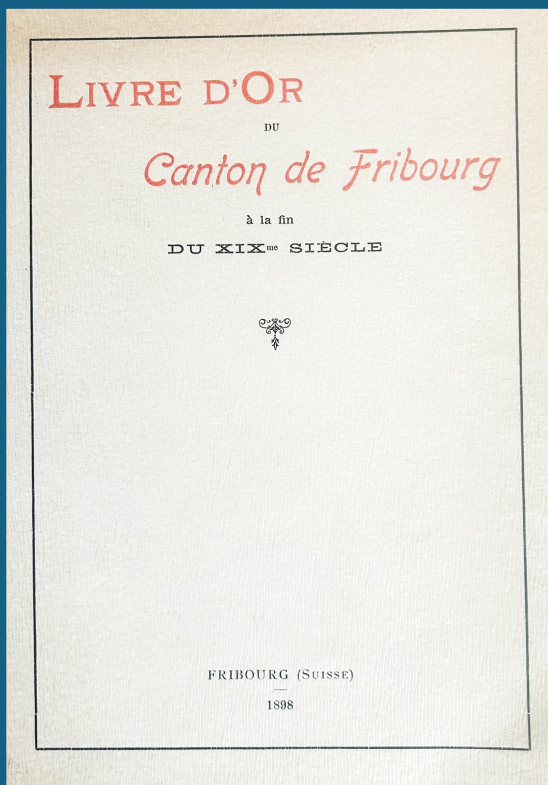 LIVRE D'OR
DU
Canton de Fribourg
à la fin
DU XIXme SIÈCLE
FRIBOURG (SUISSE)
1898